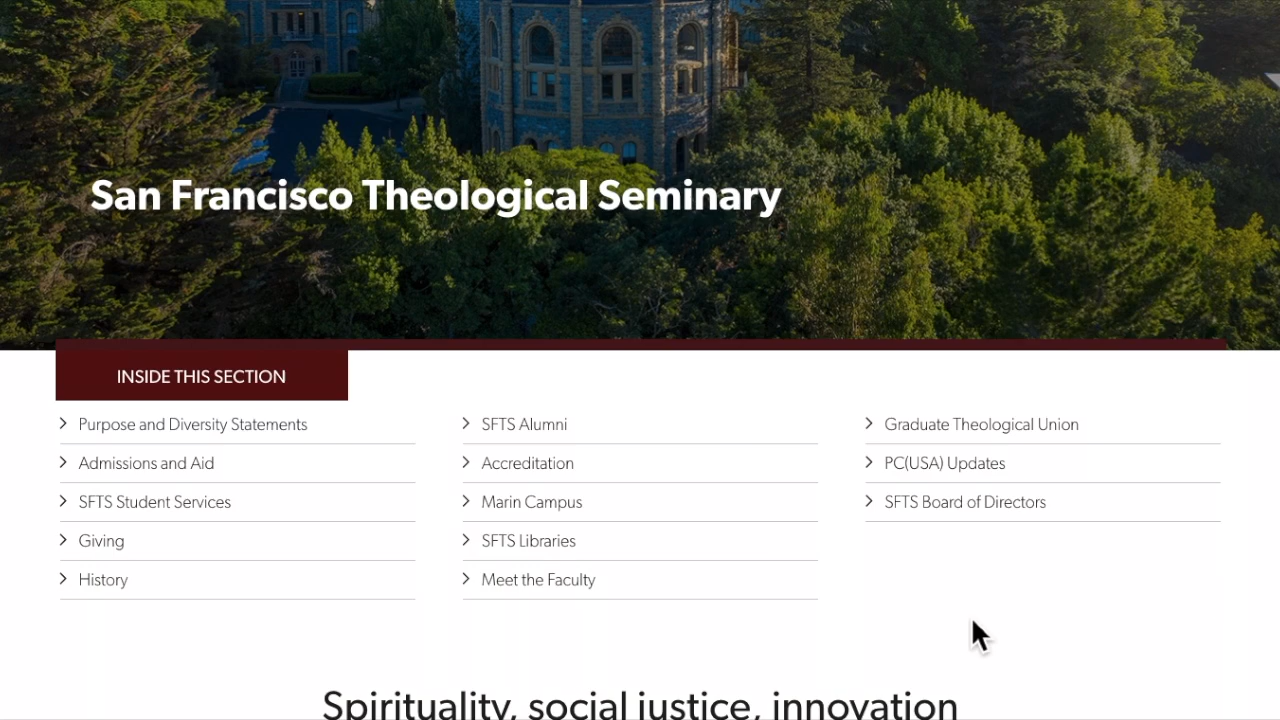 San Francisco Theological Seminary
INSIDE THIS SECTION
Purpose and Diversity Statements
Admissions and Aid
SFTS Student Services
Giving
History
SFTS Alumni
Accreditation
Marin Campus
SFTS Libraries
Meet the Faculty
Graduate Theological Union
PC(USA) Updates
SFTS Board of Directors
Spirituality, social justice, innovation